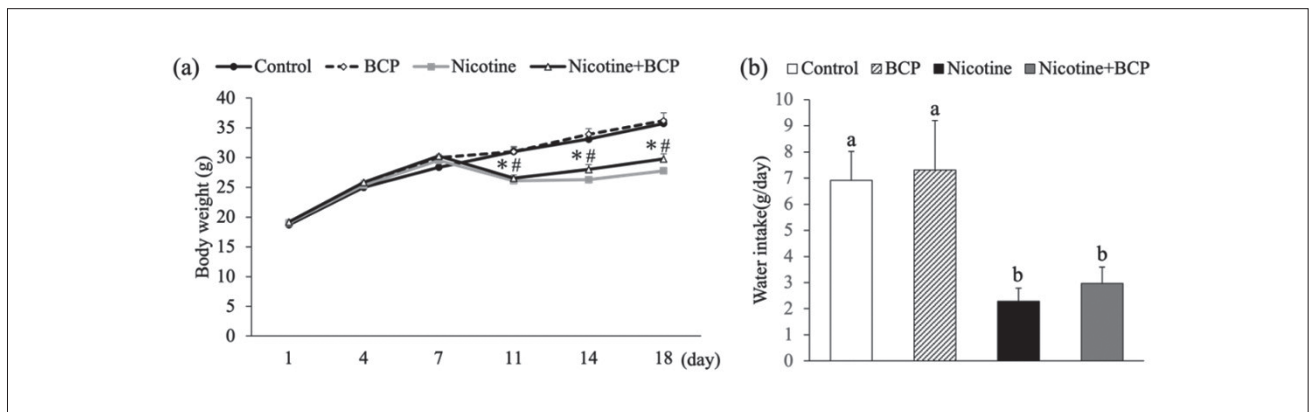 (a) Control BCP Nicotine Nicotine+BCP
40
35
30
25
20
15
10
5
0
Body weight (g)
*# *# *#
1 4 7 11 14 18 (day)
(b) Control BCP Nicotine Nicotine+BCP
10
9
8
7
6
5
4
3
2
1
0
Water intake(g/day)
a a b b